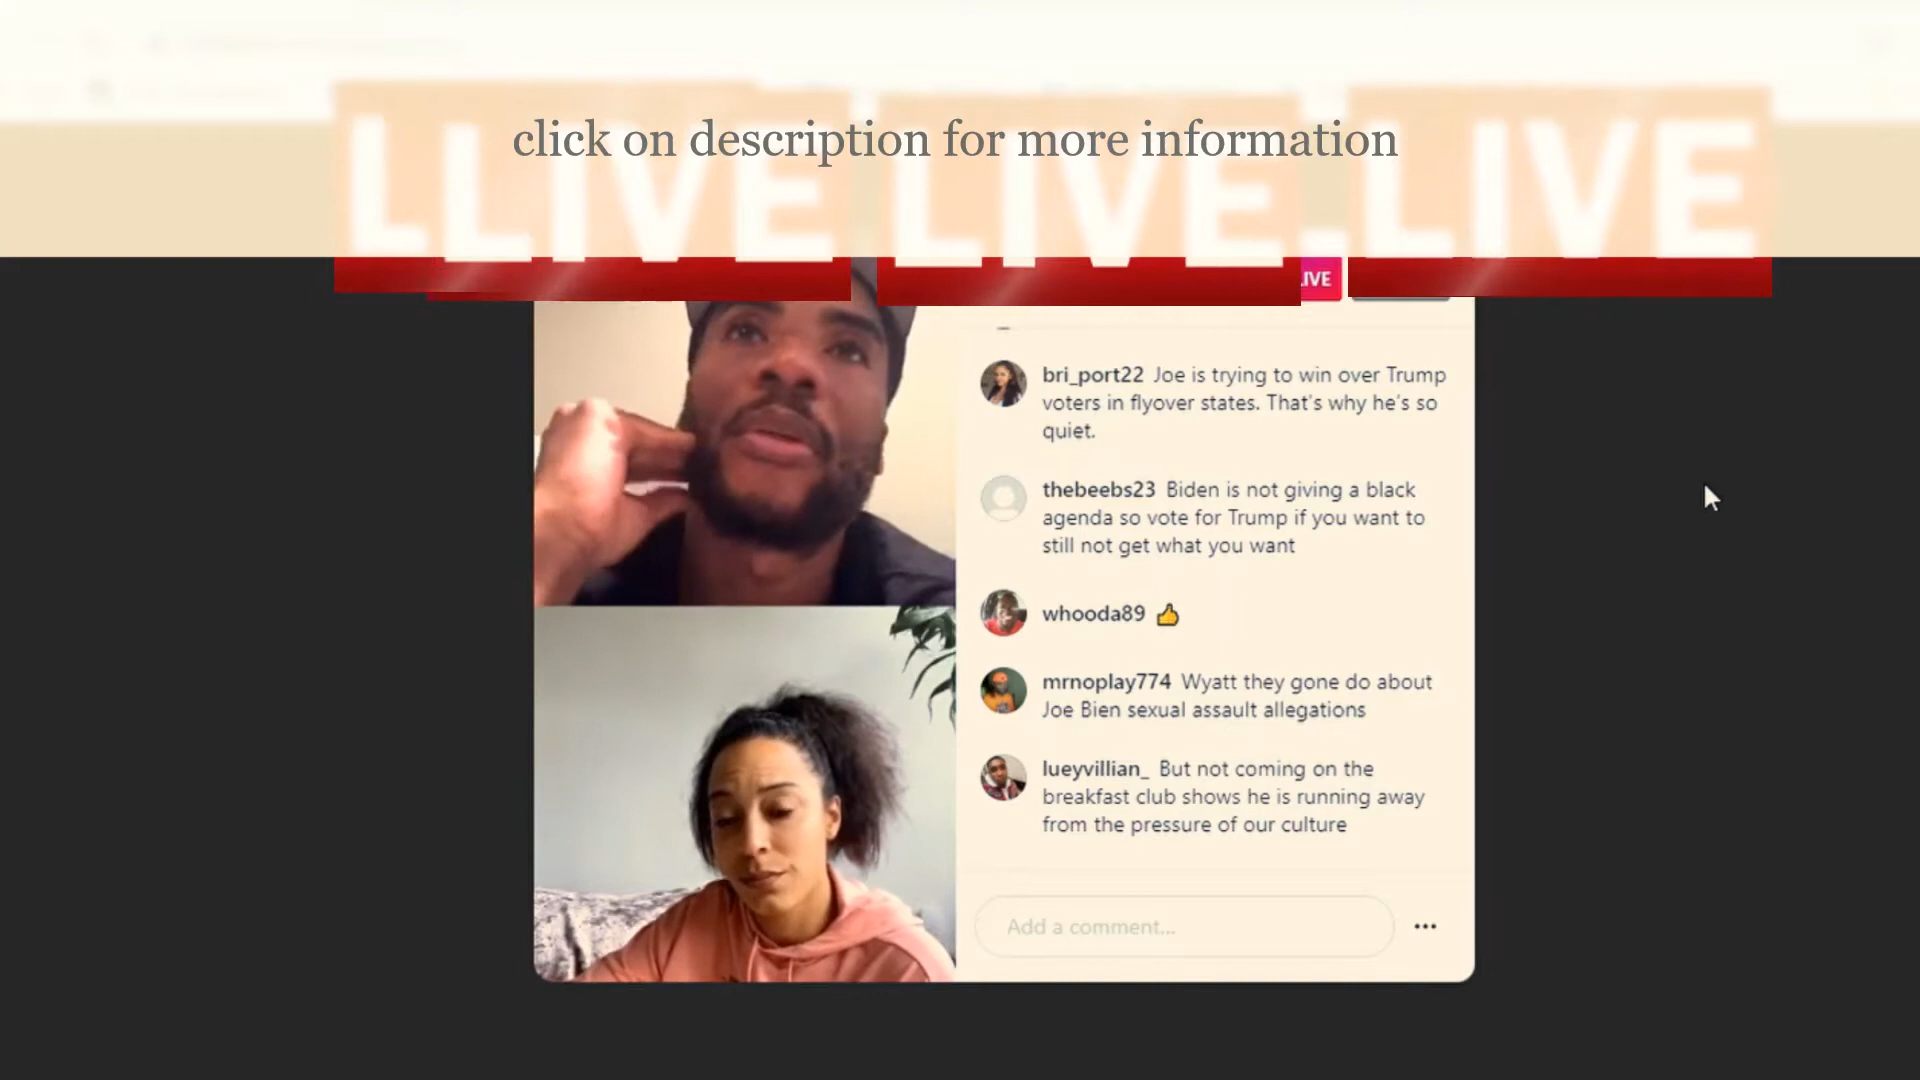 click on description for more information
LLIVE LIVE LIVE
LIVE
bri_port22 Joe is trying to win over Trump
voters in flyover states. That's why he's so
quiet.
thebeebs23 Biden is not giving a black
agenda so vote for Trump if you want to
still not get what you want
whooda89 👍
mrnoplay774 Wyatt they gone do about
Joe Bien sexual assault allegations
lueyvillian_ But not coming on the
breakfast club shows he is running away
from the pressure of our culture
Add a comment...